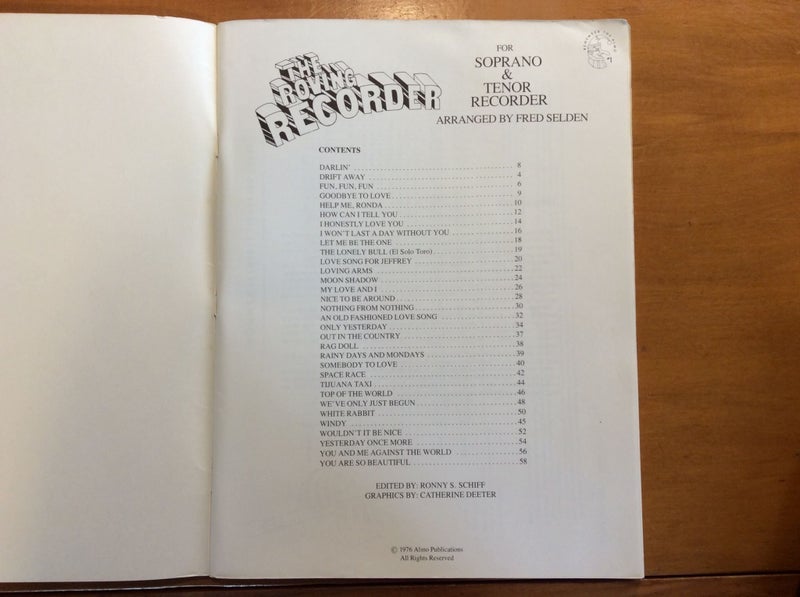 THE
ROVING
RECORDER
FOR
SOPRANO
&
TENOR
RECORDER
ARRANGED BY FRED SELDEN
CONTENTS
DARLIN' 8
DRIFT AWAY 4
FUN, FUN, FUN 6
GOODBYE TO LOVE 9
HELP ME, RONDA 10
HOW CAN I TELL YOU 12
I HONESTLY LOVE YOU 14
I WON'T LAST A DAY WITHOUT YOU 16
LET ME BE THE ONE 18
THE LONELY BULL (El Solo Toro) 19
LOVE SONG FOR JEFFREY 20
LOVING ARMS 22
MOON SHADOW 24
MY LOVE AND I 26
NICE TO BE AROUND 28
NOTHING FROM NOTHING 30
AN OLD FASHIONED LOVE SONG 32
ONLY YESTERDAY 34
OUT IN THE COUNTRY 37
RAG DOLL 38
RAINY DAYS AND MONDAYS 39
SOMEBODY TO LOVE 40
SPACE RACE 42
TIJUANA TAXI 44
TOP OF THE WORLD 46
WE'VE ONLY JUST BEGUN 48
WHITE RABBIT 50
WINDY 45
WOULDN'T IT BE NICE 52
YESTERDAY ONCE MORE 54
YOU AND ME AGAINST THE WORLD 56
YOU ARE SO BEAUTIFUL 58
EDITED BY: RONNY S. SCHIFF
GRAPHICS BY: CATHERINE DEETER
© 1976 Almo Publications
All Rights Reserved